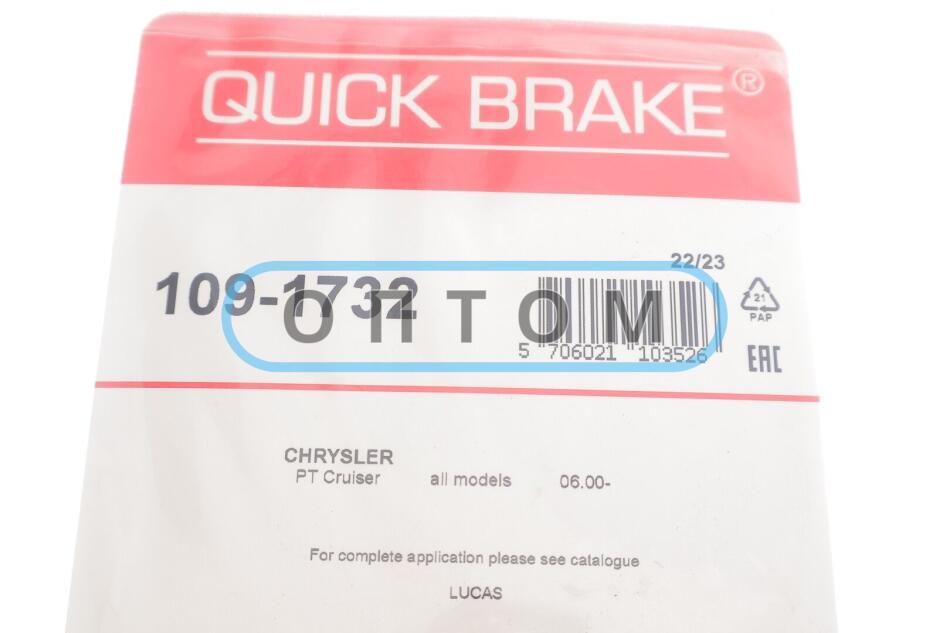 QUICK BRAKE®
22/23
109-1732
ОПТОМ
5 706021 103526
21
PAP
EAC
CHRYSLER
PT Cruiser all models 06.00-
For complete application please see catalogue
LUCAS